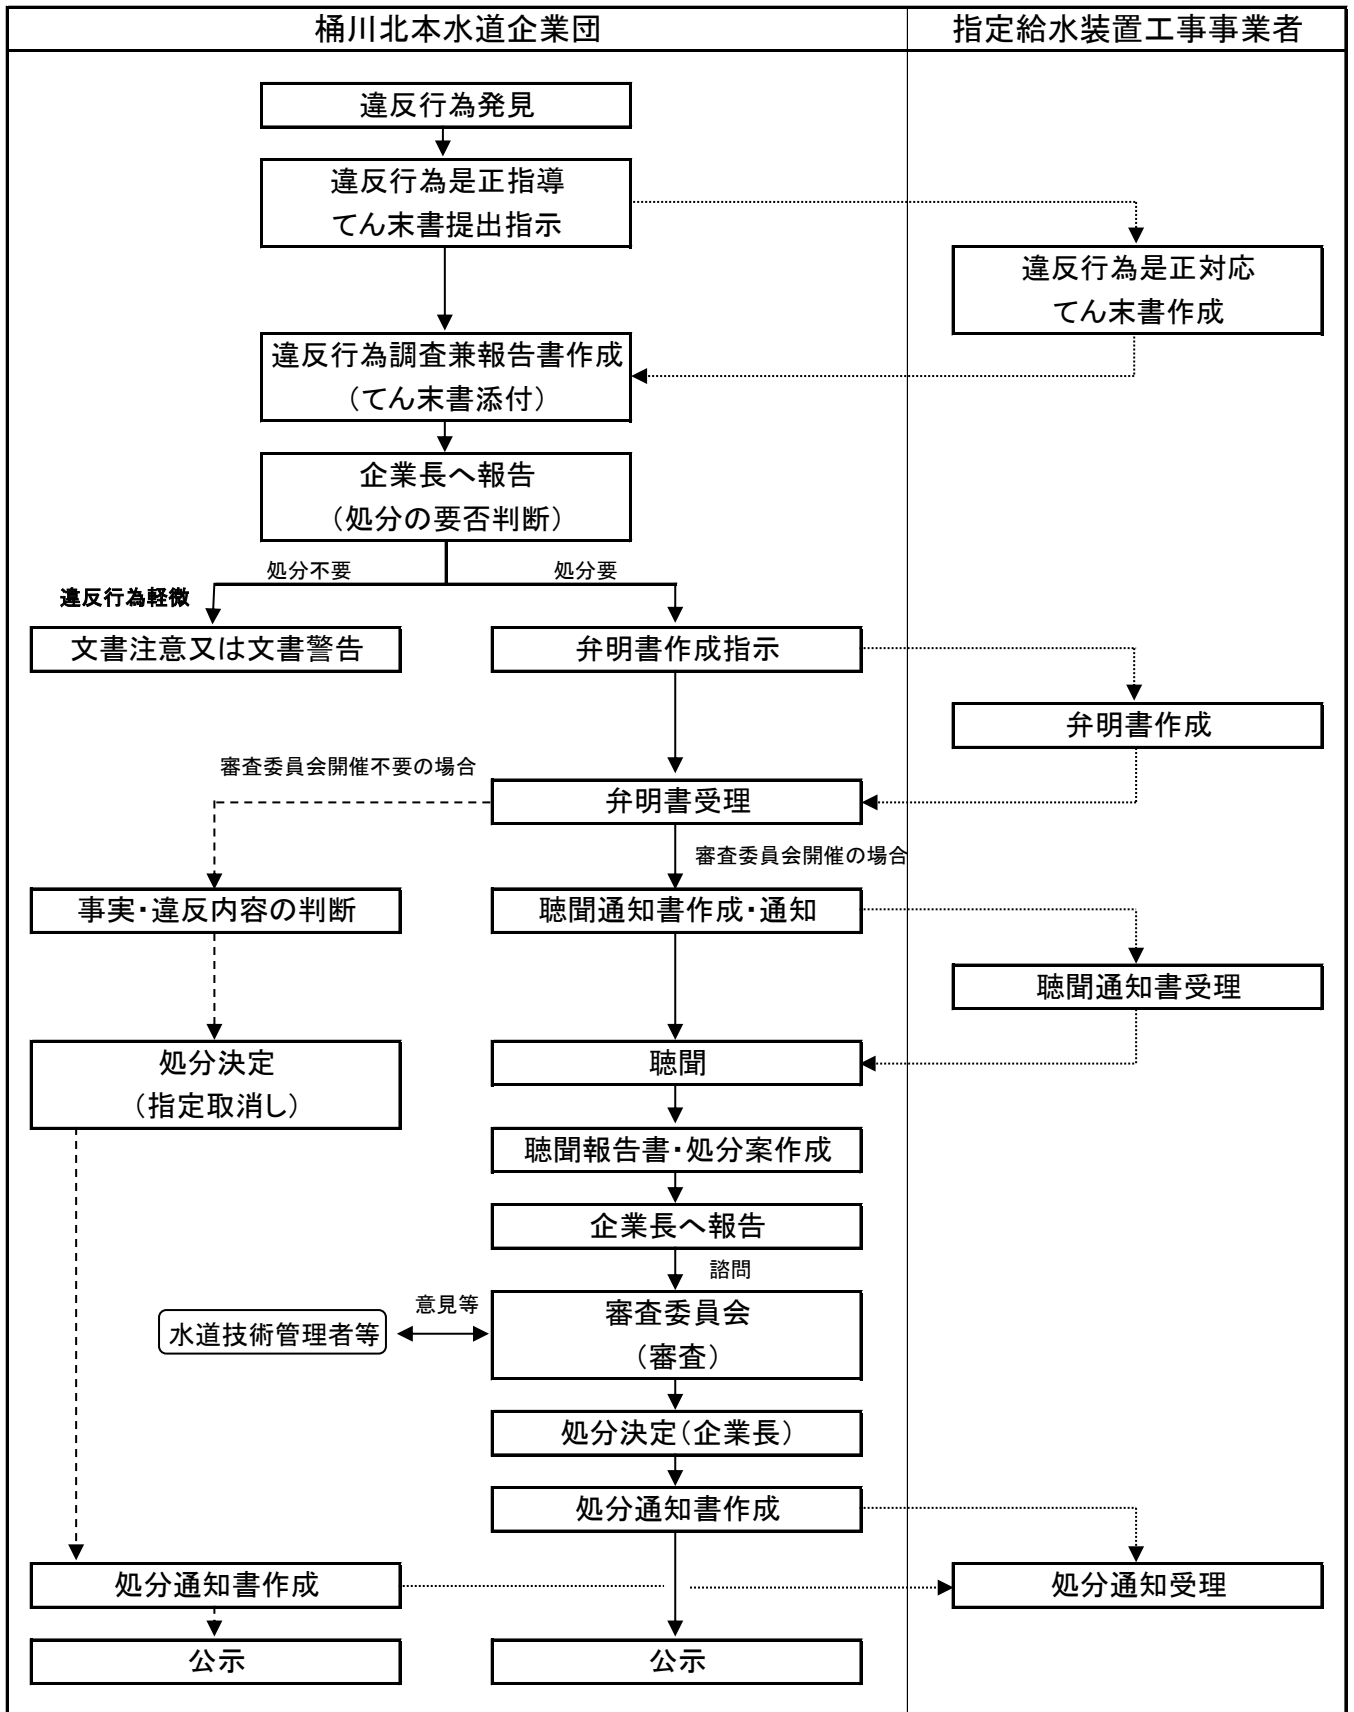 桶川北本水道企業団
指定給水装置工事事業者
違反行為発見
違反行為是正指導
てん末書提出指示
違反行為是正対応
てん末書作成
違反行為調査兼報告書作成
（てん末書添付）
企業長へ報告
（処分の要否判断）
処分不要
処分要
違反行為軽微
文書注意又は文書警告
弁明書作成指示
弁明書作成
審査委員会開催不要の場合
弁明書受理
審査委員会開催の場合
事実・違反内容の判断
聴聞通知書作成・通知
聴聞通知書受理
処分決定
（指定取消し）
聴聞
聴聞報告書・処分案作成
企業長へ報告
諮問
意見等
水道技術管理者等
審査委員会
（審査）
処分決定（企業長）
処分通知書作成
処分通知書作成
処分通知受理
公示
公示